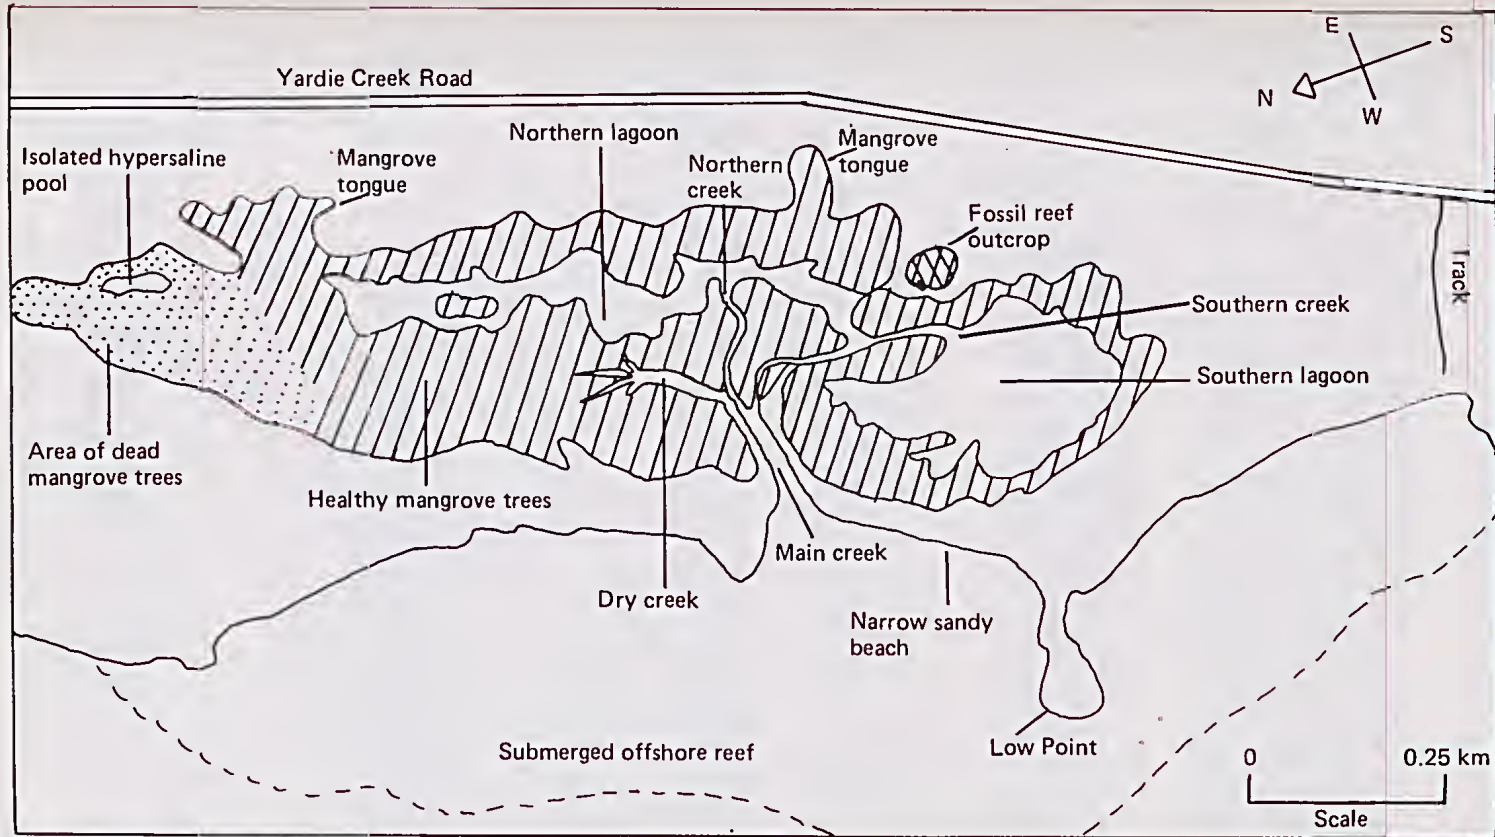 E
S
N
W
Yardie Creek Road
Isolated hypersaline
pool
Mangrove
tongue
Northern lagoon
Northern
creek
Mangrove
tongue
Fossil reef
outcrop
Track
Southern creek
Southern lagoon
Area of dead
mangrove trees
Healthy mangrove trees
Main creek
Dry creek
Narrow sandy
beach
Low Point
Submerged offshore reef
0
0.25 km
Scale